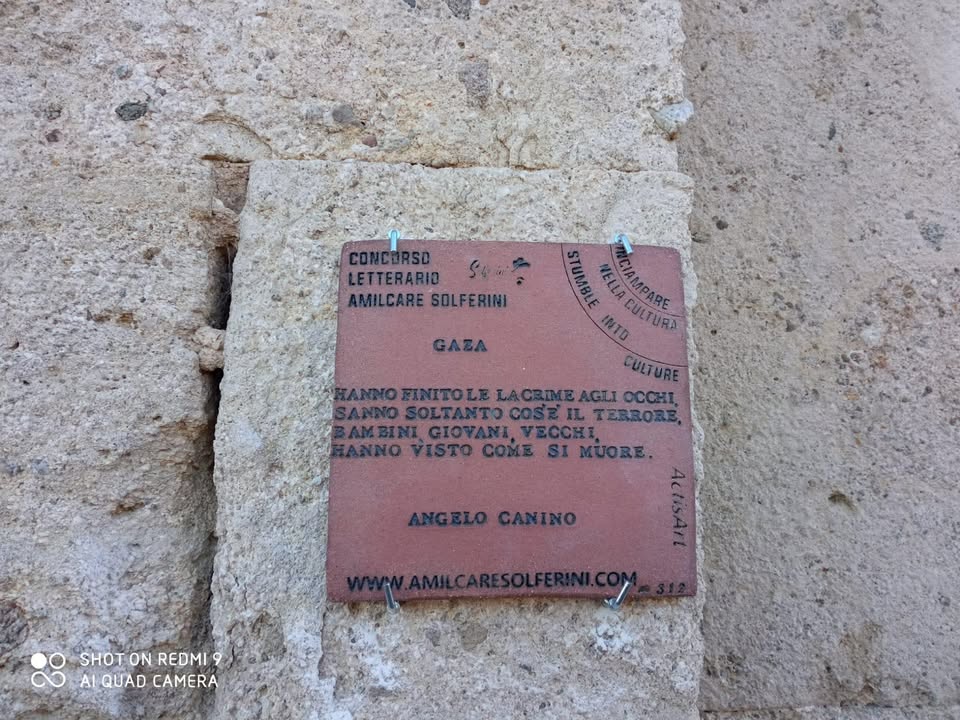 CONCORSO
LETTERARIO
AMILCARE SOLFERINI
INCIAMPARE
NELLA CULTURA
STUMBLE INTO
CULTURE
GAZA
HANNO FINITO LE LACRIME AGLI OCCHI,
SANNO SOLTANTO COS'È IL TERRORE,
BAMBINI, GIOVANI, VECCHI,
HANNO VISTO COME SI MUORE.
ActisArt
ANGELO CANINO
WWW.AMILCARESOLFERINI.COM
312
SHOT ON REDMI 9
AI QUAD CAMERA